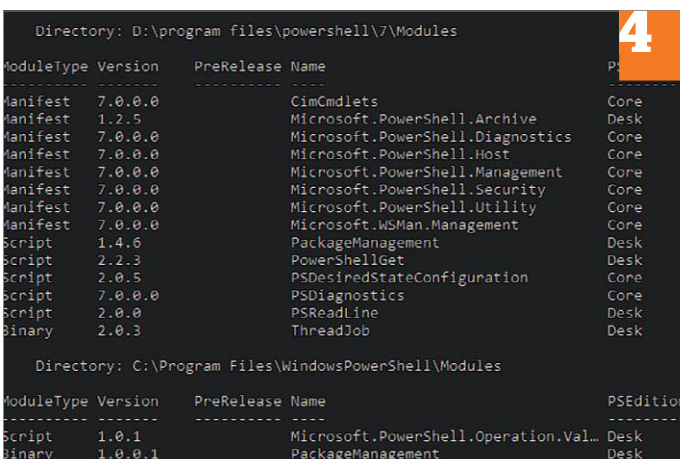 Directory: D:\program files\powershell\7\Modules
4
ModuleType Version PreRelease Name P
---------- ------- ---------- ---- --------
Manifest 7.0.0.0 CimCmdlets Core
Manifest 1.2.5 Microsoft.PowerShell.Archive Desk
Manifest 7.0.0.0 Microsoft.PowerShell.Diagnostics Core
Manifest 7.0.0.0 Microsoft.PowerShell.Host Core
Manifest 7.0.0.0 Microsoft.PowerShell.Management Core
Manifest 7.0.0.0 Microsoft.PowerShell.Security Core
Manifest 7.0.0.0 Microsoft.PowerShell.Utility Core
Manifest 7.0.0.0 Microsoft.WSMan.Management Core
Script 1.4.6 PackageManagement Desk
Script 2.2.3 PowerShellGet Desk
Script 2.0.5 PSDesiredStateConfiguration Core
Script 7.0.0.0 PSDiagnostics Core
Script 2.0.0 PSReadLine Desk
Binary 2.0.3 ThreadJob Desk
Directory: C:\Program Files\WindowsPowerShell\Modules
ModuleType Version PreRelease Name PSEdition
---------- ------- ---------- ---- --------
Script 1.0.1 Microsoft.PowerShell.Operation.Val… Desk
Binary 1.0.0.1 PackageManagement Desk